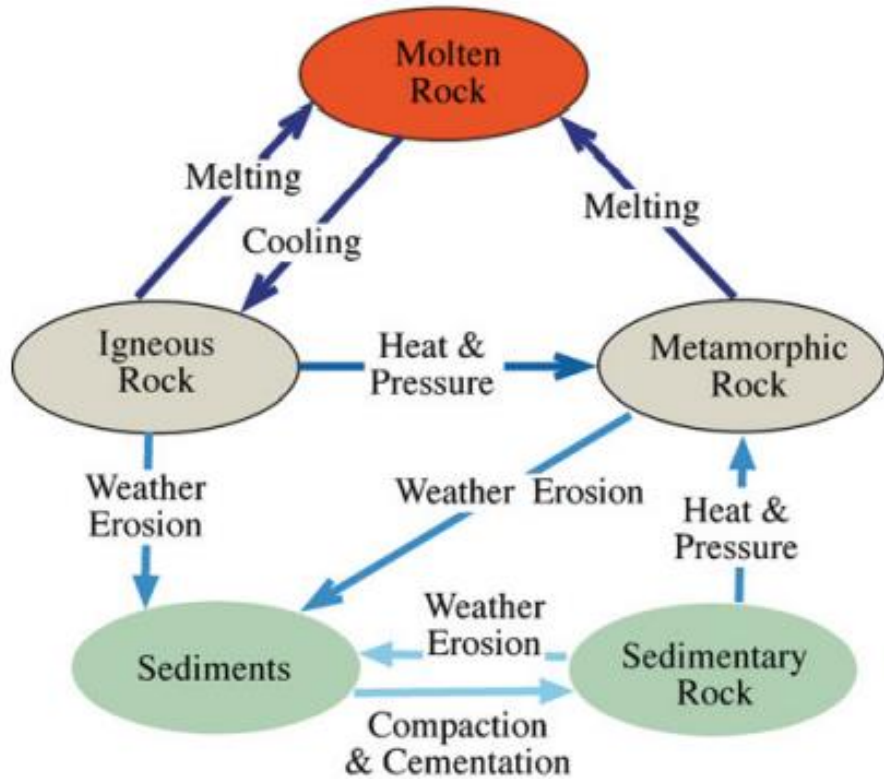 Molten
Rock
Melting
Melting
Cooling
Igneous
Rock
Heat &
Pressure
Metamorphic
Rock
Weather
Erosion
Weather Erosion
Heat &
Pressure
Weather
Erosion
Sediments
Sedimentary
Rock
Compaction
& Cementation